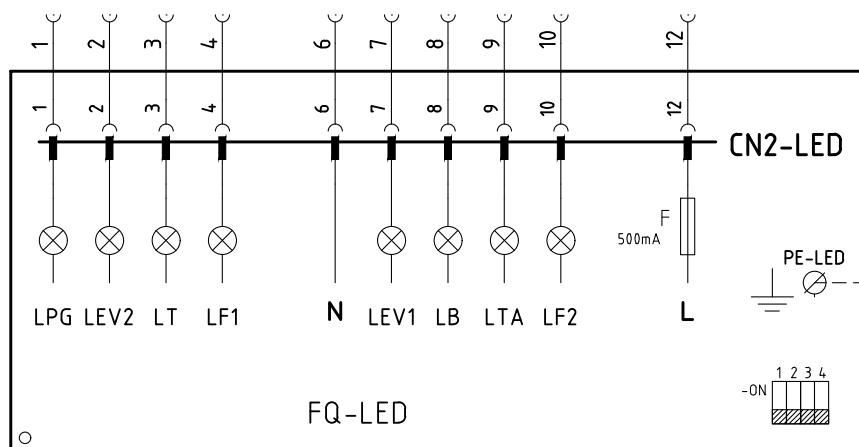 1 2 3 4 6 7 8 9 10 12
1 2 3 4 6 7 8 9 10 12
CN2-LED
F
500mA
PE-LED
LPG LEV2 LT LF1 N LEV1 LB LTA LF2 L
1 2 3 4
-ON
FQ-LED